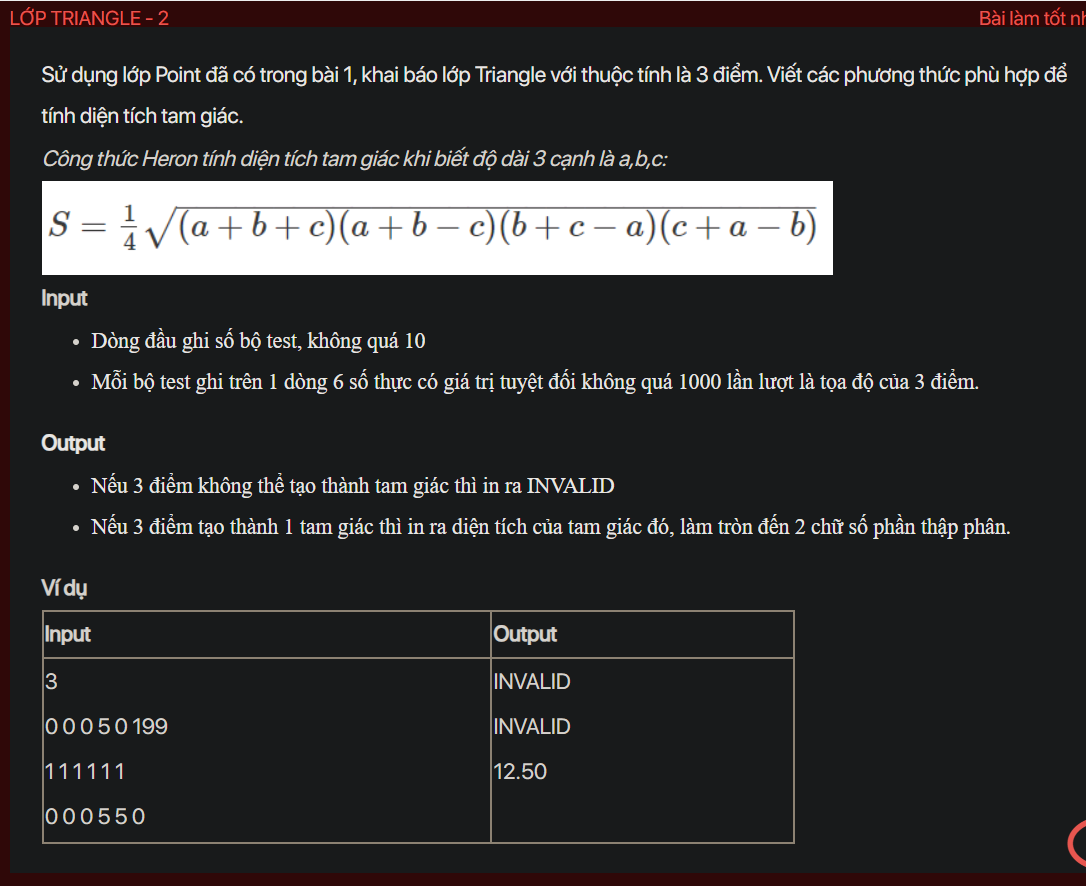 LỚP TRIANGLE - 2
Bài làm tốt nh
Sử dụng lớp Point đã có trong bài 1, khai báo lớp Triangle với thuộc tính là 3 điểm. Viết các phương thức phù hợp để
tính diện tích tam giác.
Công thức Heron tính diện tích tam giác khi biết độ dài 3 cạnh là a,b,c:
S = 1/4 √(a + b + c)(a + b − c)(b + c − a)(c + a − b)
Input
• Dòng đầu ghi số bộ test, không quá 10
• Mỗi bộ test ghi trên 1 dòng 6 số thực có giá trị tuyệt đối không quá 1000 lần lượt là tọa độ của 3 điểm.
Output
• Nếu 3 điểm không thể tạo thành tam giác thì in ra INVALID
• Nếu 3 điểm tạo thành 1 tam giác thì in ra diện tích của tam giác đó, làm tròn đến 2 chữ số phần thập phân.
Ví dụ
Input Output
3
0 0 0 5 0 199
1 1 1 1 1 1
0 0 0 5 5 0
INVALID
INVALID
12.50